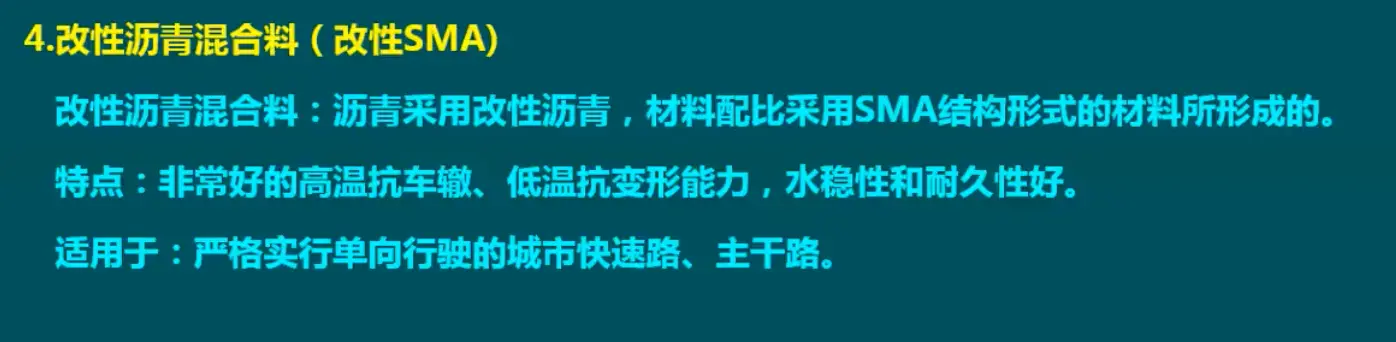 4.改性沥青混合料（改性SMA)
改性沥青混合料：沥青采用改性沥青，材料配比采用SMA结构形式的材料所形成的。
特点：非常好的高温抗车辙、低温抗变形能力，水稳性和耐久性好。
适用于：严格实行单向行驶的城市快速路、主干路。